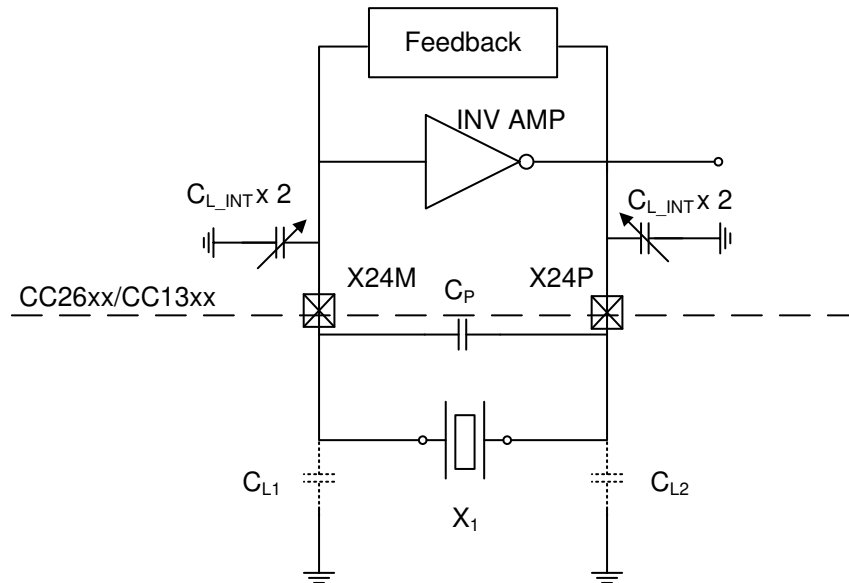 Feedback
INV AMP
C_L_INT x 2
C_L_INT x 2
X24M
C_P
X24P
CC26xx/CC13xx
C_L1
X_1
C_L2